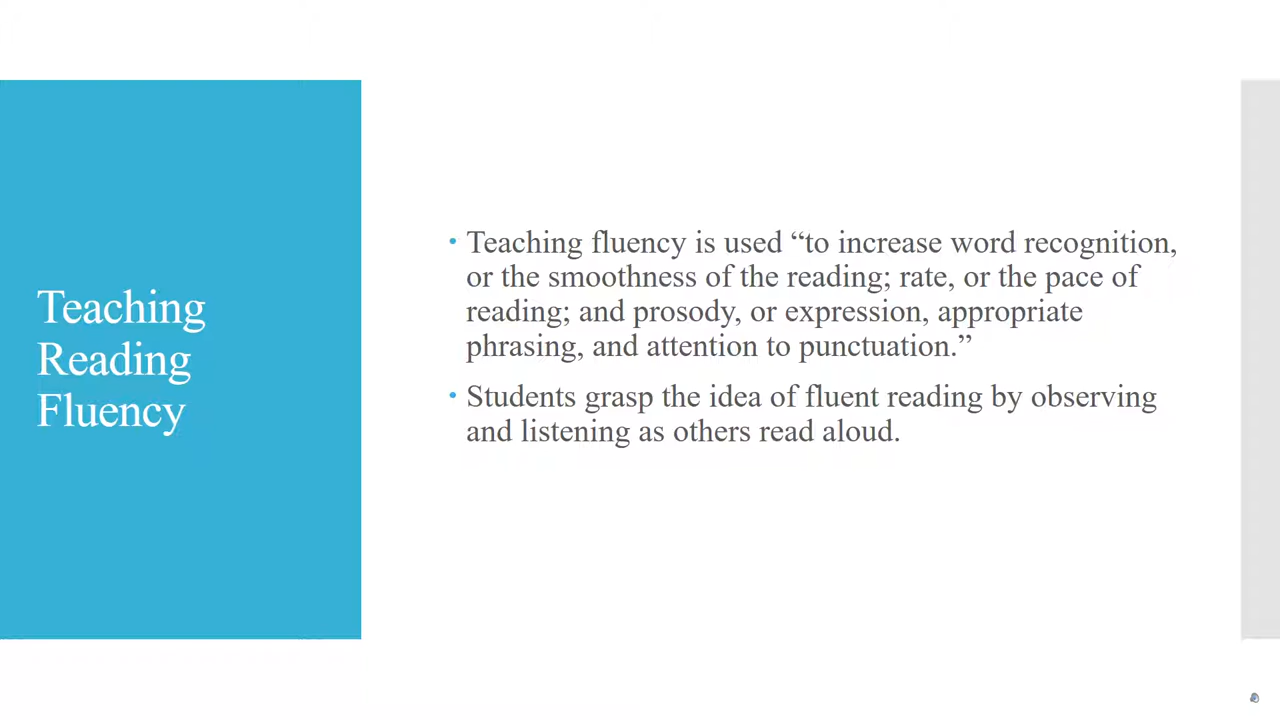 Teaching
Reading
Fluency
• Teaching fluency is used “to increase word recognition,
or the smoothness of the reading; rate, or the pace of
reading; and prosody, or expression, appropriate
phrasing, and attention to punctuation.”
• Students grasp the idea of fluent reading by observing
and listening as others read aloud.